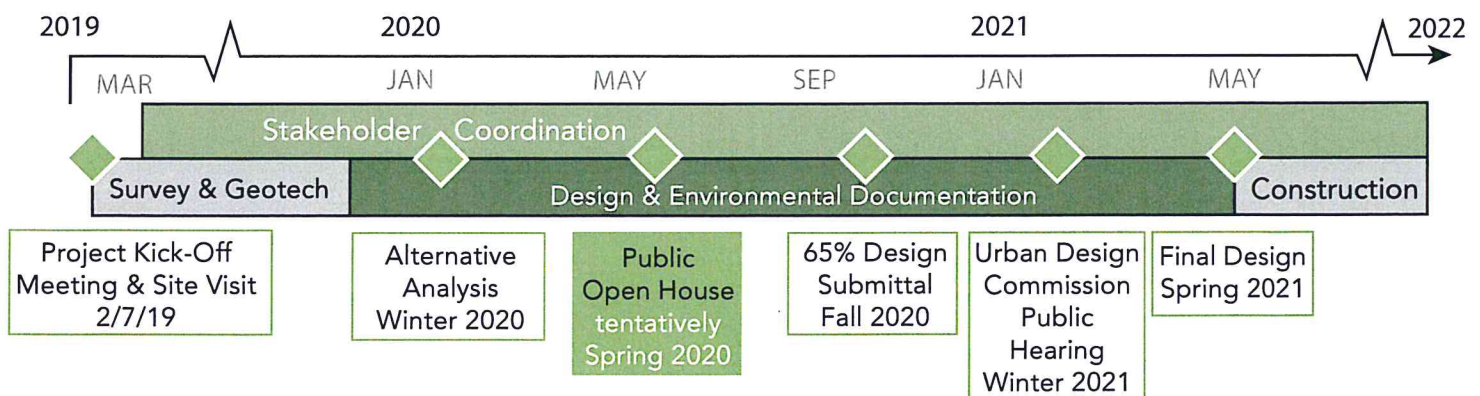 2019
2020
2021
2022
MAR
JAN
MAY
SEP
JAN
MAY
Stakeholder Coordination
Survey & Geotech
Design & Environmental Documentation
Construction
Project Kick-Off
Meeting & Site Visit
2/7/19
Alternative
Analysis
Winter 2020
Public
Open House
tentatively
Spring 2020
65% Design
Submittal
Fall 2020
Urban Design
Commission
Public
Hearing
Winter 2021
Final Design
Spring 2021